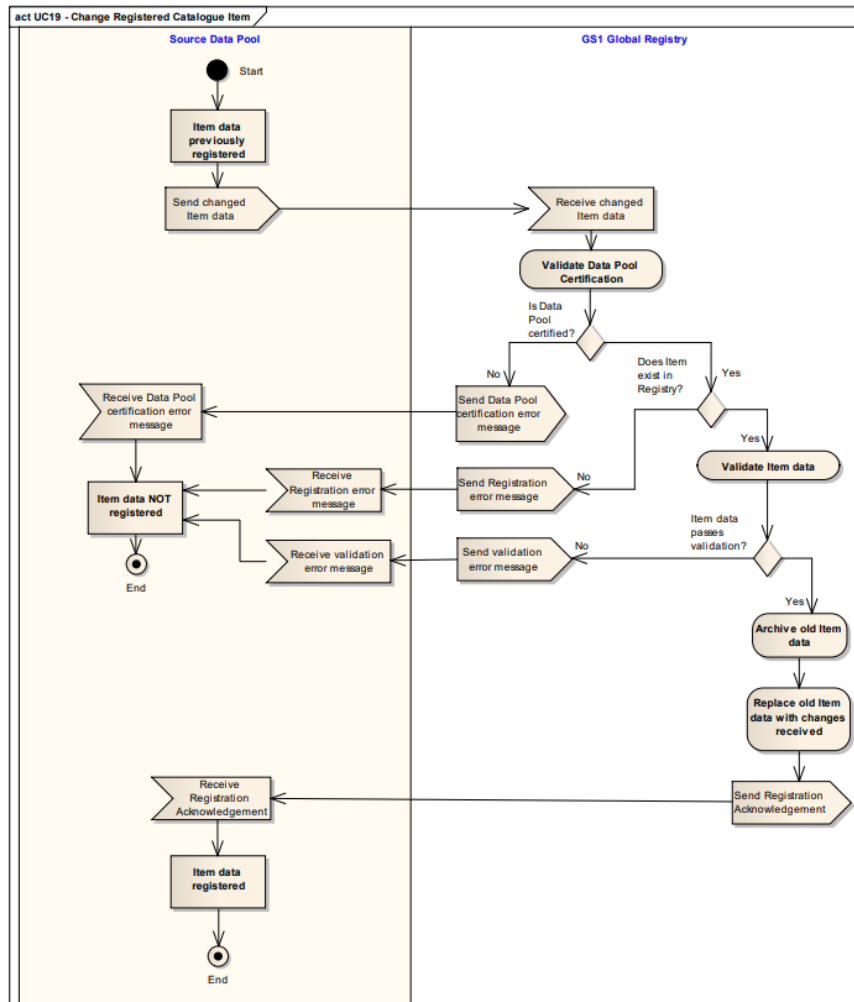 act UC19 - Change Registered Catalogue Item
Source Data Pool
GS1 Global Registry
Start
Item data
previously
registered
Send changed
Item data
Receive changed
Item data
Validate Data Pool
Certification
Is Data
Pool
certified?
Does Item
exist in
Registry?
Yes
No
Receive Data Pool
certification error
message
Send Data Pool
certification error
message
Yes
Validate Item data
Item data NOT
registered
Receive
Registration error
message
Send Registration
error message
No
Item data
passes
validation?
Receive validation
error message
Send validation
error message
No
End
Yes
Archive old Item
data
Replace old Item
data with changes
received
Receive
Registration
Acknowledgement
Send Registration
Acknowledgement
Item data
registered
End